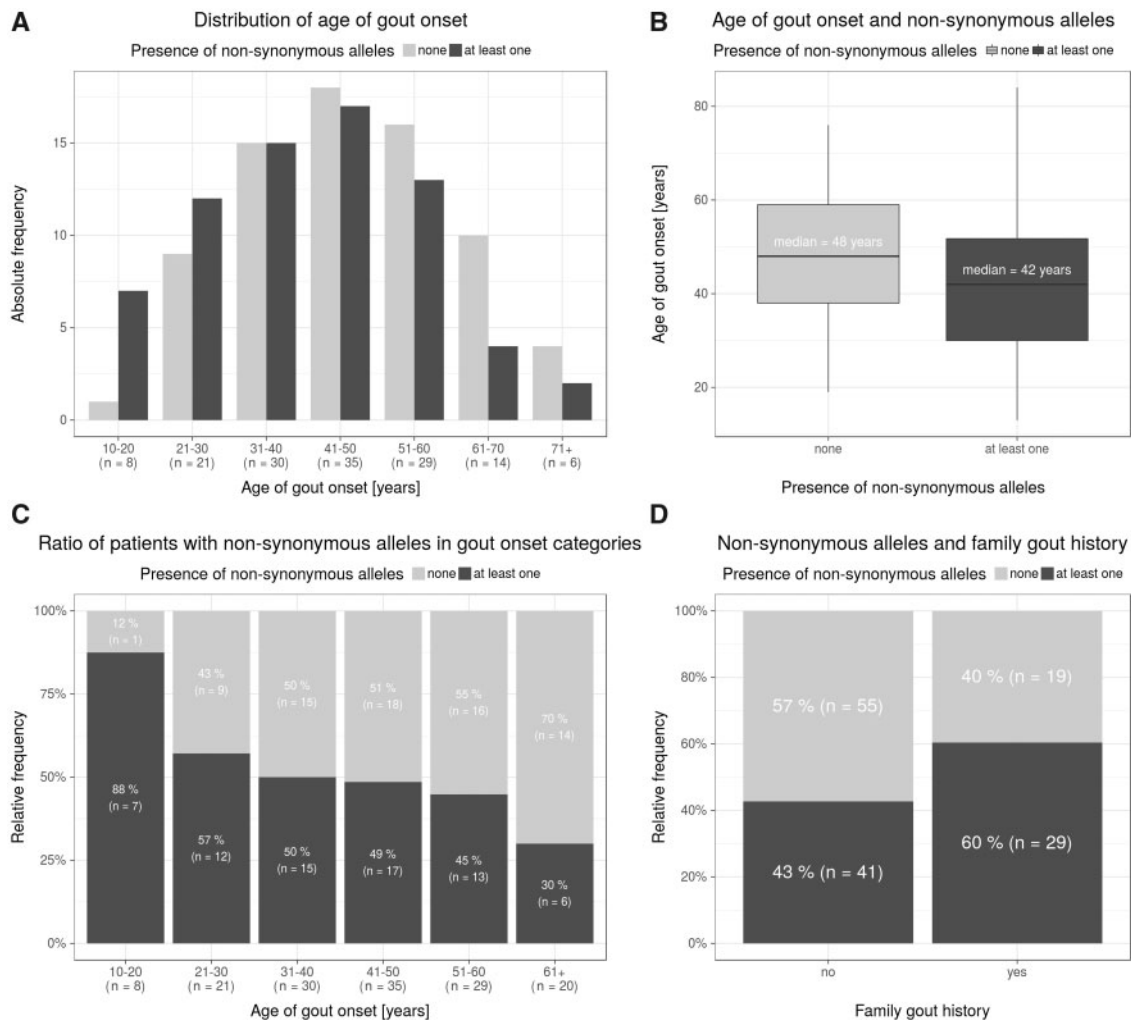 A
Distribution of age of gout onset
Presence of non-synonymous alleles none at least one
Absolute frequency
15
10
5
0
10-20 21-30 31-40 41-50 51-60 61-70 71+
(n = 8) (n = 21) (n = 30) (n = 35) (n = 29) (n = 14) (n = 6)
Age of gout onset [years]
B
Age of gout onset and non-synonymous alleles
Presence of non-synonymous alleles none at least one
Age of gout onset [years]
80
60
40
20
median = 48 years
median = 42 years
none at least one
Presence of non-synonymous alleles
C
Ratio of patients with non-synonymous alleles in gout onset categories
Presence of non-synonymous alleles none at least one
Relative frequency
100%
75%
50%
25%
0%
12 %
(n = 1)
88 %
(n = 7)
43 %
(n = 9)
57 %
(n = 12)
50 %
(n = 15)
50 %
(n = 15)
51 %
(n = 18)
49 %
(n = 17)
55 %
(n = 16)
45 %
(n = 13)
70 %
(n = 14)
30 %
(n = 6)
10-20 21-30 31-40 41-50 51-60 61+
(n = 8) (n = 21) (n = 30) (n = 35) (n = 29) (n = 20)
Age of gout onset [years]
D
Non-synonymous alleles and family gout history
Presence of non-synonymous alleles none at least one
Relative frequency
100%
80%
60%
40%
20%
0%
57 % (n = 55)
43 % (n = 41)
40 % (n = 19)
60 % (n = 29)
no yes
Family gout history